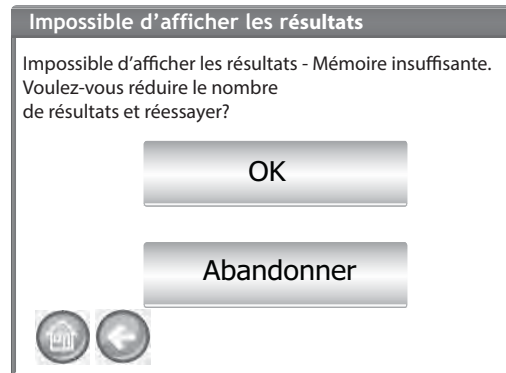 Impossible d'afficher les résultats
Impossible d'afficher les résultats - Mémoire insuffisante.
Voulez-vous réduire le nombre
de résultats et réessayer?
OK
Abandonner